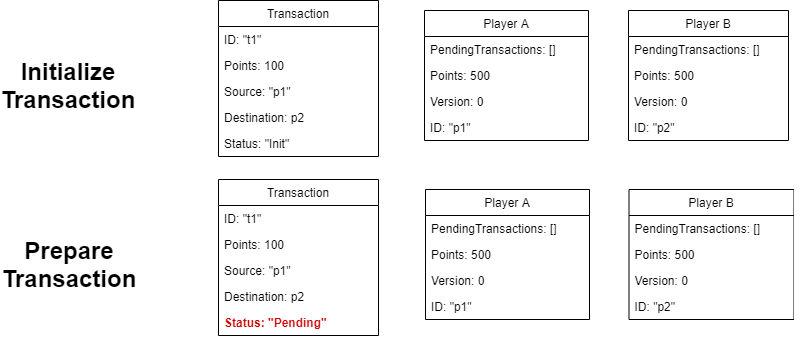 Initialize
Transaction
Transaction
ID: "t1"
Points: 100
Source: "p1"
Destination: p2
Status: "Init"
Player A
PendingTransactions: []
Points: 500
Version: 0
ID: "p1"
Player B
PendingTransactions: []
Points: 500
Version: 0
ID: "p2"
Prepare
Transaction
Transaction
ID: "t1"
Points: 100
Source: "p1"
Destination: p2
Status: "Pending"
Player A
PendingTransactions: []
Points: 500
Version: 0
ID: "p1"
Player B
PendingTransactions: []
Points: 500
Version: 0
ID: "p2"